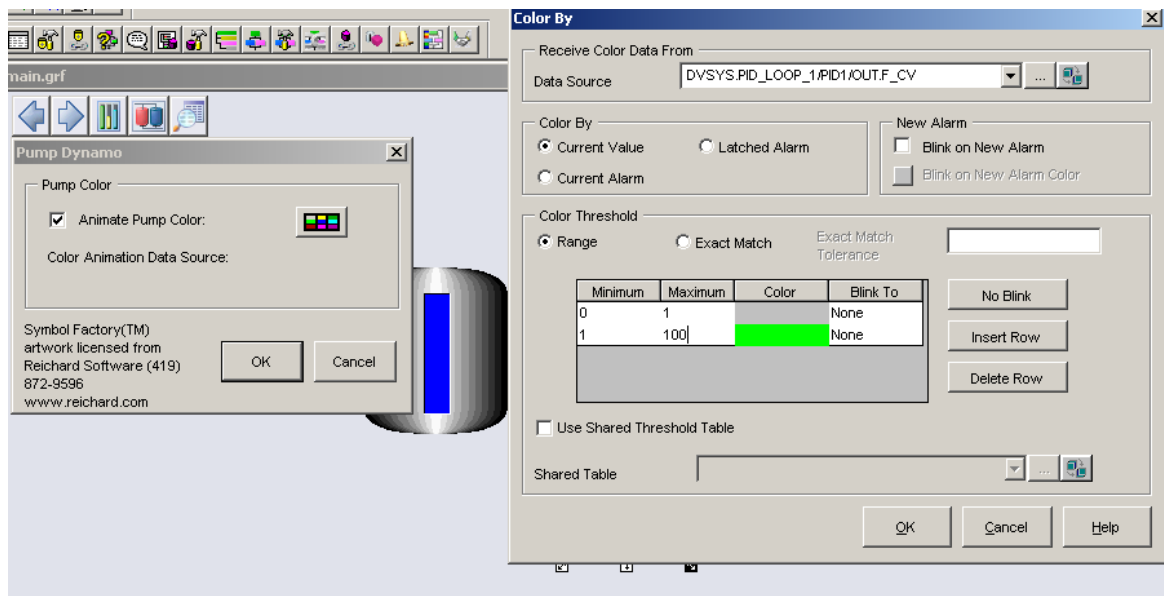 Color By
Receive Color Data From
Data Source
DVSYS.PID_LOOP_1/PID1/OUT.F_CV
...
main.grf
Color By
Current Value
Latched Alarm
Current Alarm
New Alarm
Blink on New Alarm
Blink on New Alarm Color
Pump Dynamo
Pump Color
Animate Pump Color:
Color Animation Data Source:
Symbol Factory(TM)
artwork licensed from
Reichard Software (419)
872-9596
www.reichard.com
OK
Cancel
Color Threshold
Range
Exact Match
Exact Match
Tolerance
Minimum Maximum Color Blink To
0 1 None
1 100 None
No Blink
Insert Row
Delete Row
Use Shared Threshold Table
Shared Table
...
OK
Cancel
Help